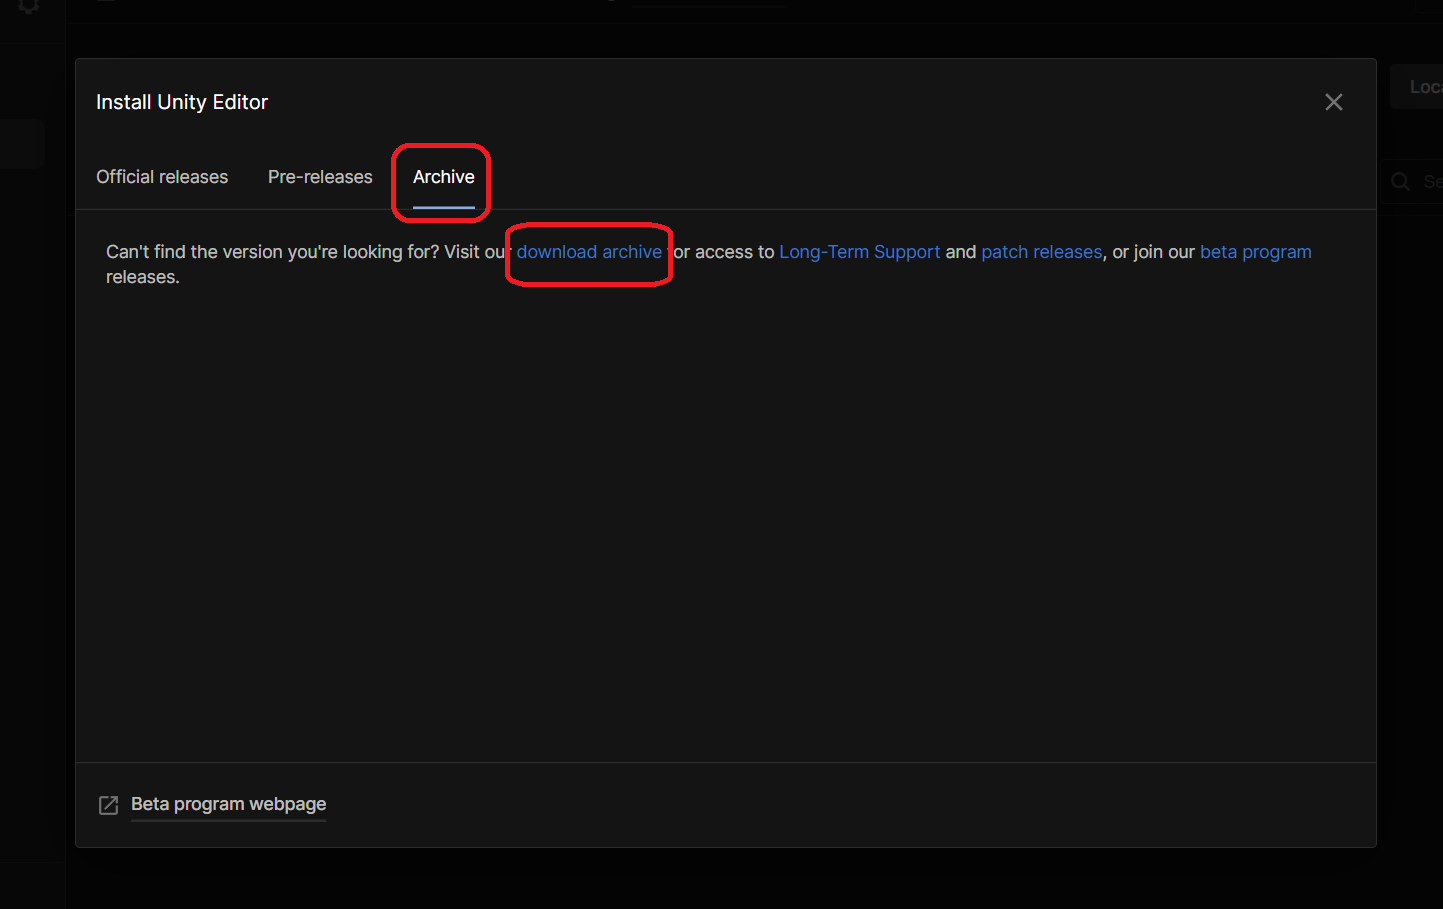 Install Unity Editor
Loc
Official releases Pre-releases Archive
Se
Can't find the version you're looking for? Visit our download archive for access to Long-Term Support and patch releases, or join our beta program
releases.
Beta program webpage